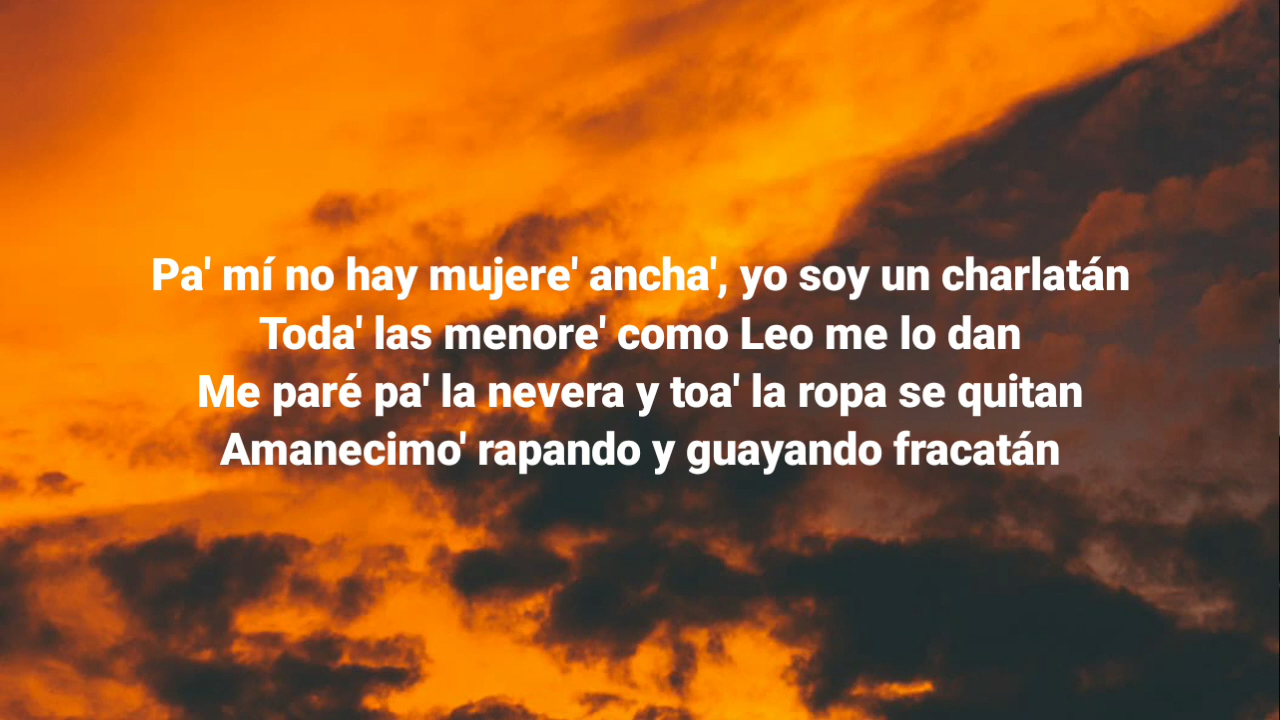 Pa' mí no hay mujere' ancha', yo soy un charlatán
Toda' las menore' como Leo me lo dan
Me paré pa' la nevera y toa' la ropa se quitan
Amanecimo' rapando y guayando fracatán